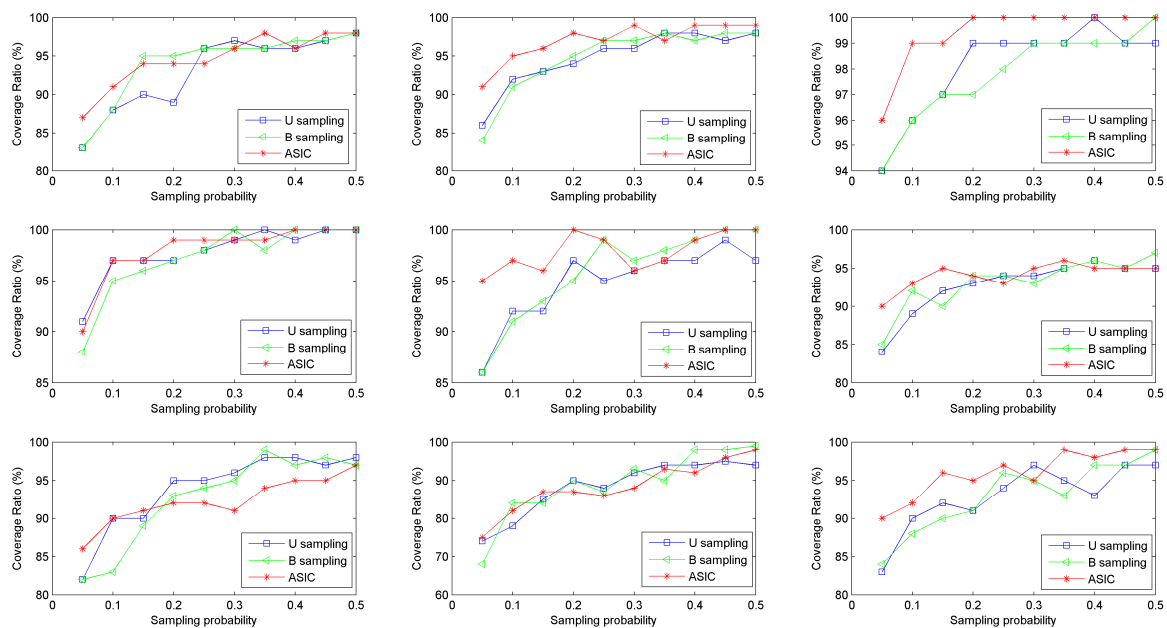 Coverage Ratio (%)
100
95
90
85
80
0
0.1
0.2
0.3
0.4
0.5
Sampling probability
U sampling
B sampling
ASIC
Coverage Ratio (%)
100
95
90
85
80
0
0.1
0.2
0.3
0.4
0.5
Sampling probability
U sampling
B sampling
ASIC
Coverage Ratio (%)
100
99
98
97
96
95
94
0
0.1
0.2
0.3
0.4
0.5
Sampling probability
U sampling
B sampling
ASIC
Coverage Ratio (%)
100
95
90
85
0
0.1
0.2
0.3
0.4
0.5
Sampling probability
U sampling
B sampling
ASIC
Coverage Ratio (%)
100
95
90
85
0
0.1
0.2
0.3
0.4
0.5
Sampling probability
U sampling
B sampling
ASIC
Coverage Ratio (%)
100
95
90
85
80
0
0.1
0.2
0.3
0.4
0.5
Sampling probability
U sampling
B sampling
ASIC
Coverage Ratio (%)
100
95
90
85
80
0
0.1
0.2
0.3
0.4
0.5
Sampling probability
U sampling
B sampling
ASIC
Coverage Ratio (%)
100
90
80
70
60
0
0.1
0.2
0.3
0.4
0.5
Sampling probability
U sampling
B sampling
ASIC
Coverage Ratio (%)
100
95
90
85
80
0
0.1
0.2
0.3
0.4
0.5
Sampling probability
U sampling
B sampling
ASIC